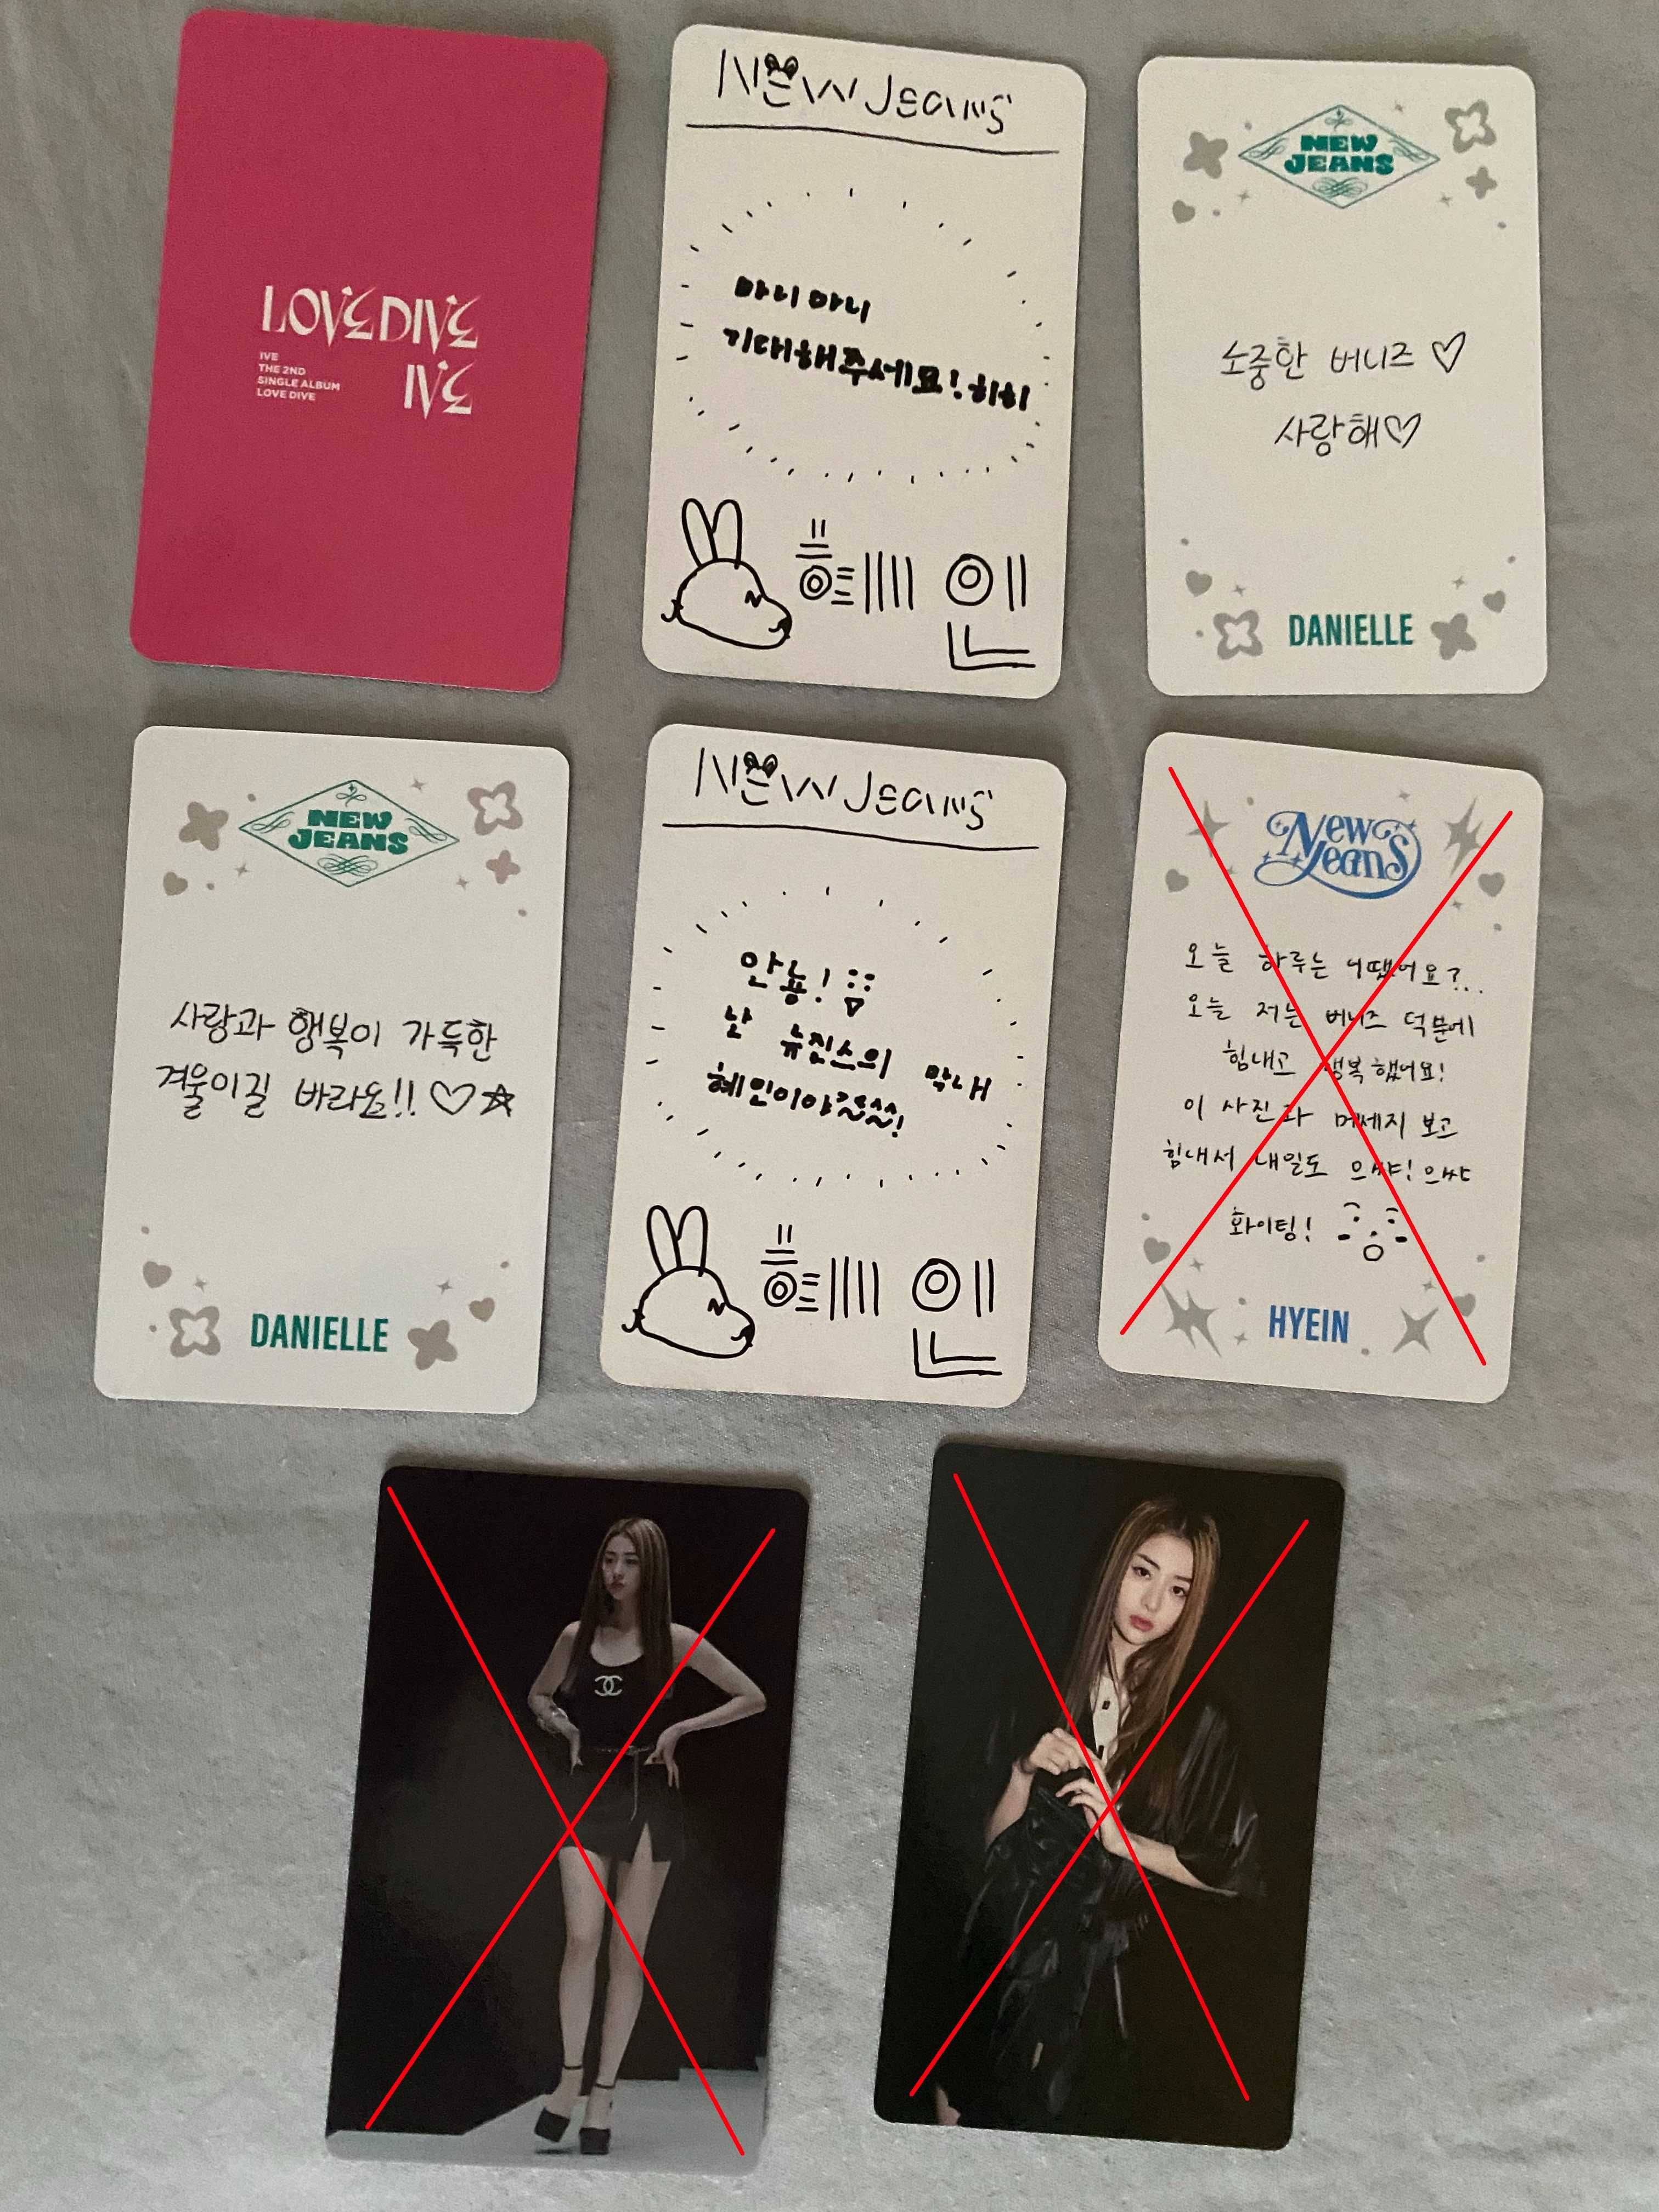 LOVE DIVE
IVE
THE 2ND
SINGLE ALBUM
LOVE DIVE
IVE
NEW Jeans
마니 마니
기대해주세요! 히히
혜인
NEW
JEANS
소중한 버니즈 ♡
사랑해♡
DANIELLE
NEW
JEANS
사랑과 행복이 가득한
겨울이길 바라요!! ♡☆
DANIELLE
NEW Jeans
안뇽!
난 뉴진스의 막내
혜인이야~~!
혜인
New
Jeans
오늘 하루는 어땠어요?..
오늘 저는 버니즈 덕분에
힘내고 행복했어요!
이 사진과 메세지 보고
힘내서 내일도 으쌰! 으쌰
화이팅!
HYEIN